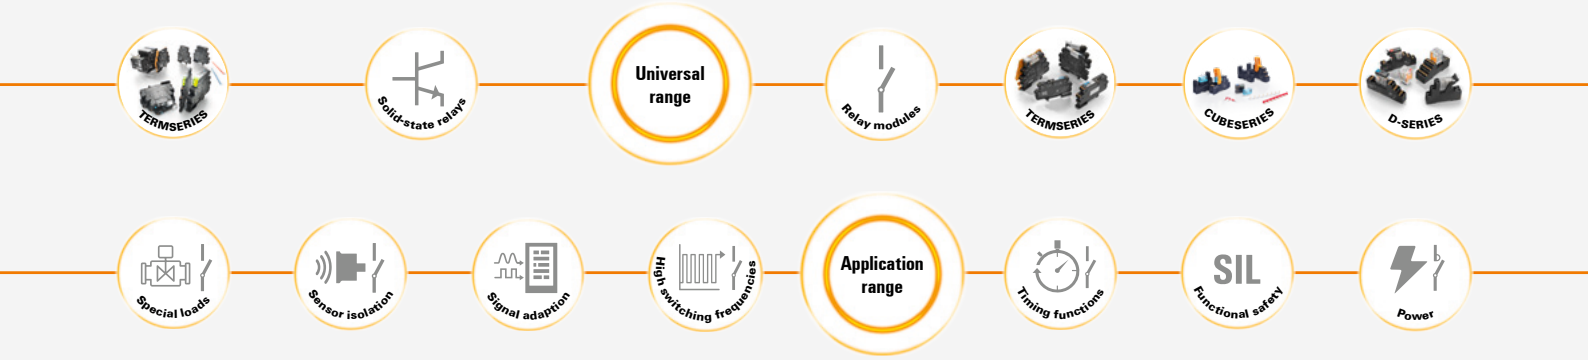 TERMSERIES
Solid-state relays
Universal
range
Relay modules
TERMSERIES
CUBESERIES
D-SERIES
Special loads
Sensor isolation
Signal adaption
High switching frequencies
Application
range
Timing functions
SIL
Functional safety
Power